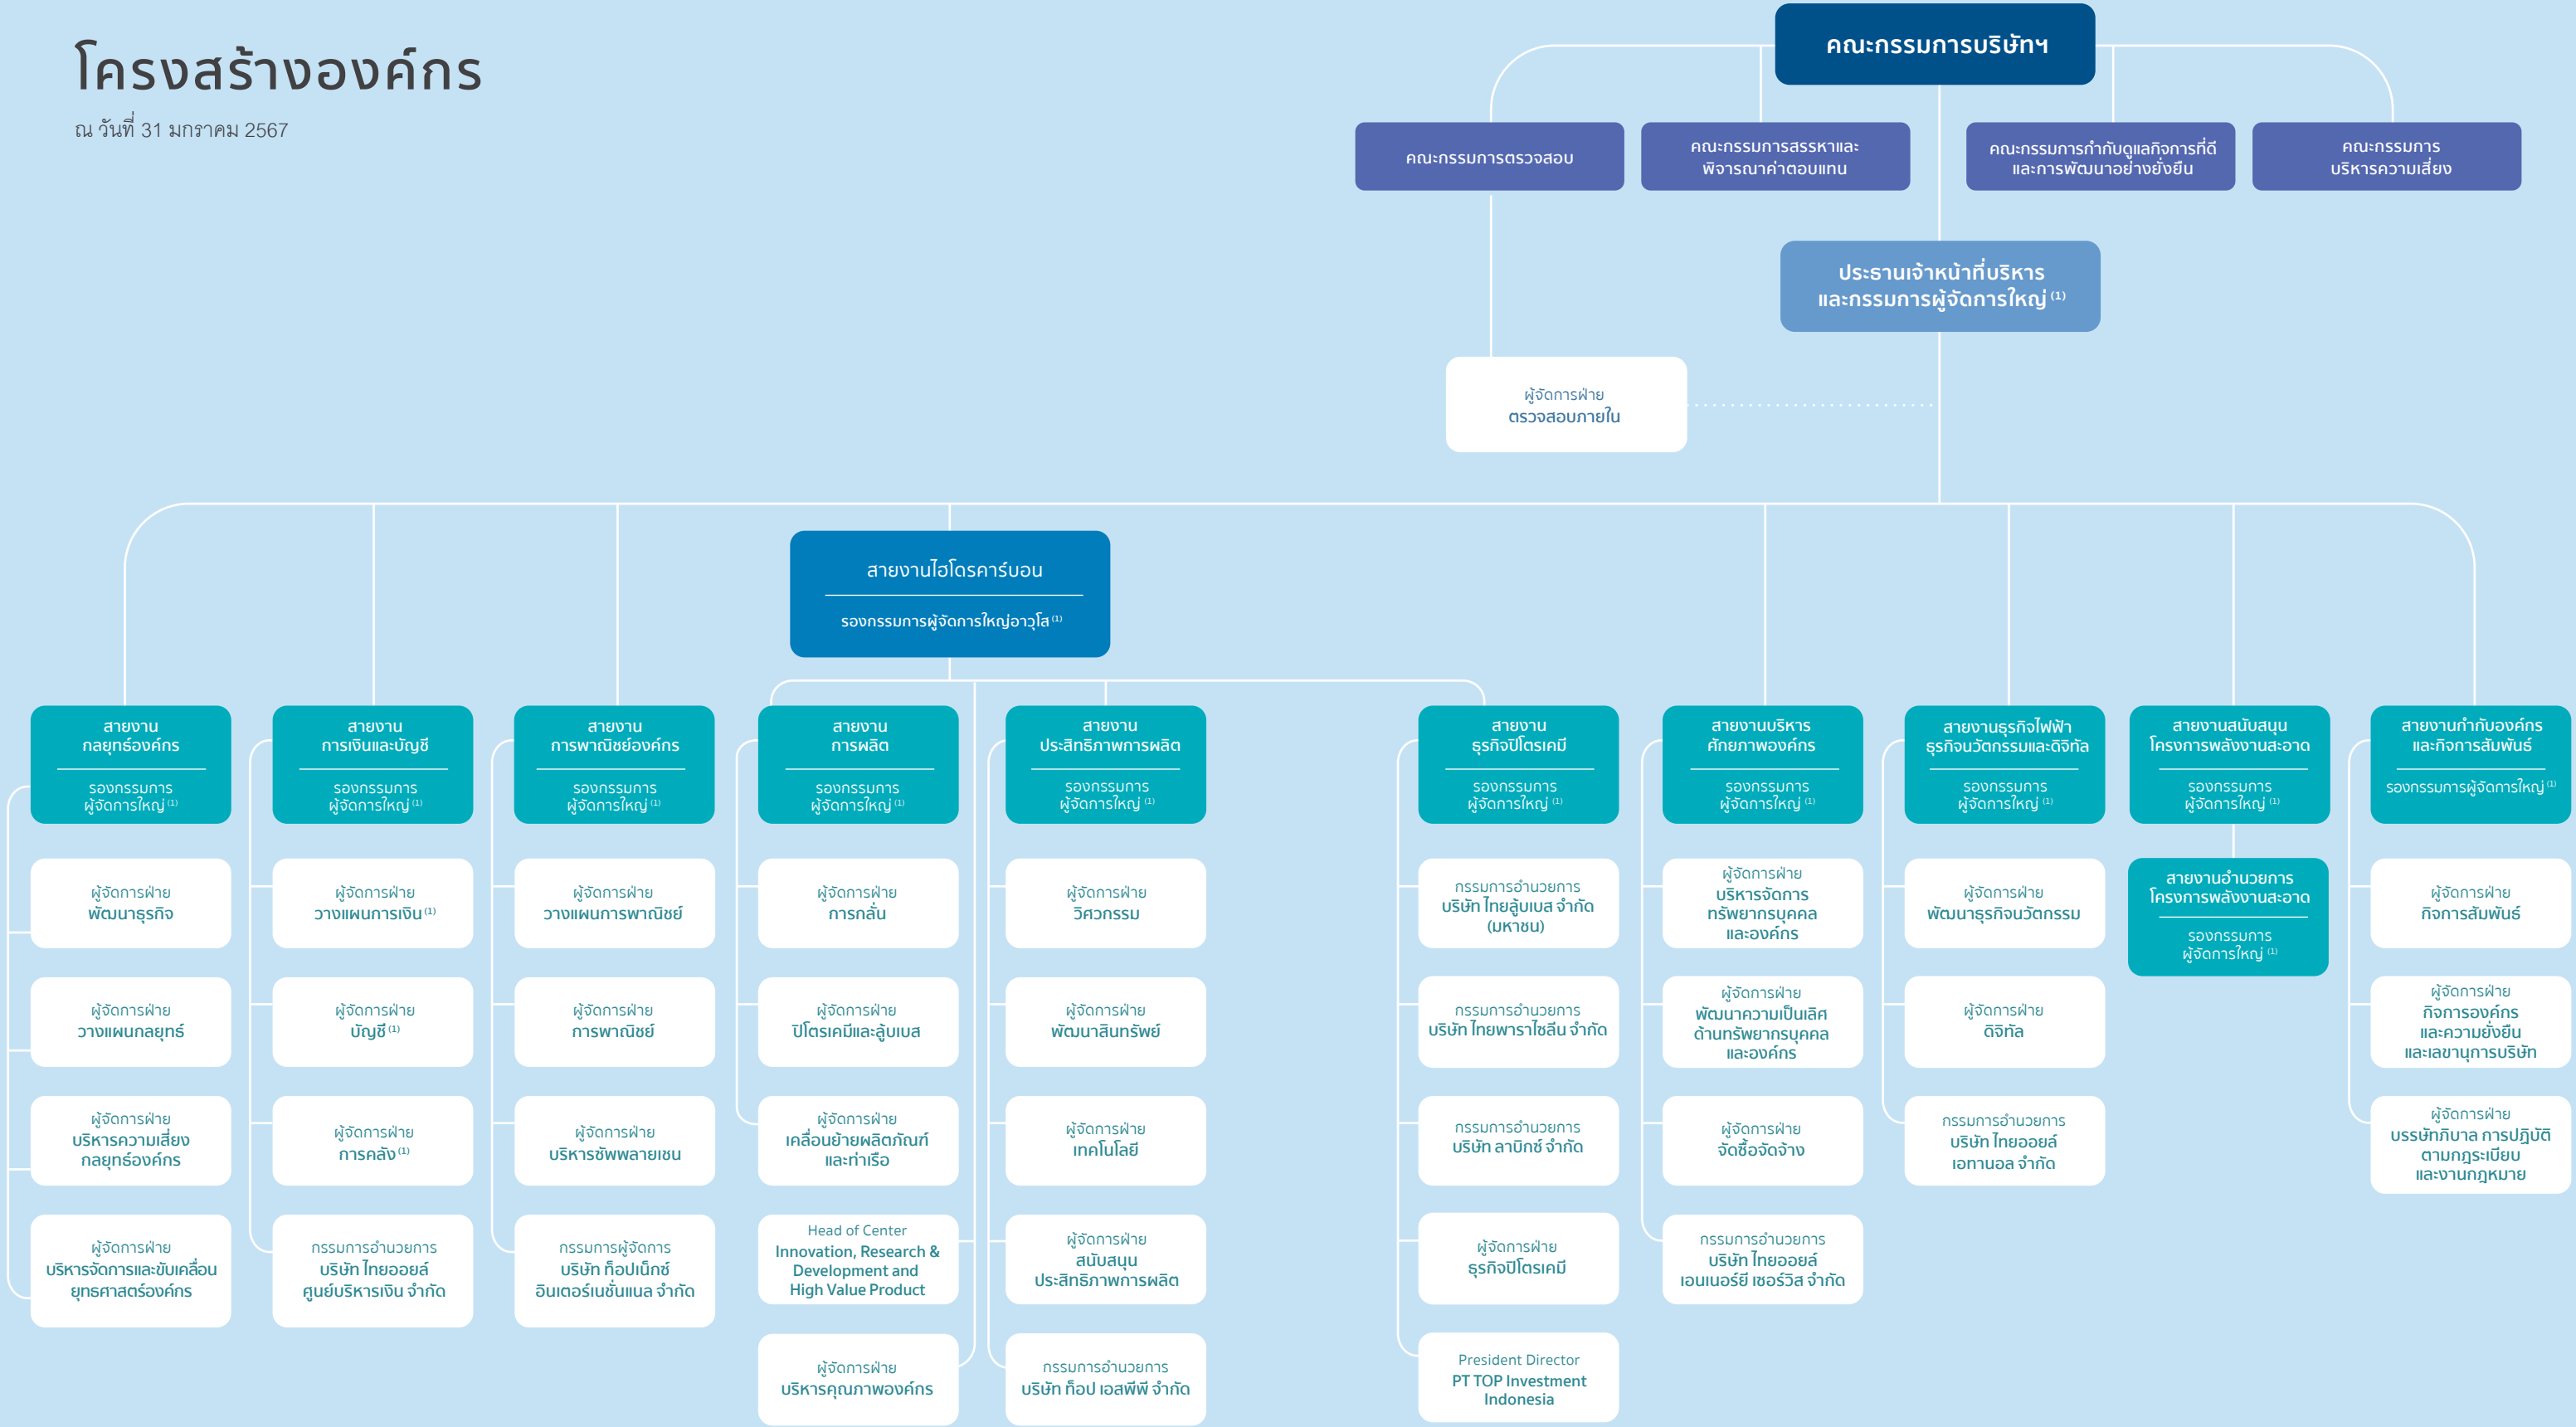 โครงสร้างองค์กร
ณ วันที่ 31 มกราคม 2567
คณะกรรมการบริษัทฯ
คณะกรรมการตรวจสอบ
คณะกรรมการสรรหาและ
พิจารณาค่าตอบแทน
คณะกรรมการกำกับดูแลกิจการที่ดี
และการพัฒนาอย่างยั่งยืน
คณะกรรมการ
บริหารความเสี่ยง
ประธานเจ้าหน้าที่บริหาร
และกรรมการผู้จัดการใหญ่ (1)
ผู้จัดการฝ่าย
ตรวจสอบภายใน
สายงานไฮโดรคาร์บอน
รองกรรมการผู้จัดการใหญ่อาวุโส (1)
สายงาน
กลยุทธ์องค์กร
รองกรรมการ
ผู้จัดการใหญ่ (1)
ผู้จัดการฝ่าย
พัฒนาธุรกิจ
ผู้จัดการฝ่าย
วางแผนกลยุทธ์
ผู้จัดการฝ่าย
บริหารความเสี่ยง
กลยุทธ์องค์กร
ผู้จัดการฝ่าย
บริหารจัดการและขับเคลื่อน
ยุทธศาสตร์องค์กร
สายงาน
การเงินและบัญชี
รองกรรมการ
ผู้จัดการใหญ่ (1)
ผู้จัดการฝ่าย
วางแผนการเงิน (1)
ผู้จัดการฝ่าย
บัญชี (1)
ผู้จัดการฝ่าย
การคลัง (1)
กรรมการอำนวยการ
บริษัท ไทยออยล์
ศูนย์บริหารเงิน จำกัด
สายงาน
การพาณิชย์องค์กร
รองกรรมการ
ผู้จัดการใหญ่ (1)
ผู้จัดการฝ่าย
วางแผนการพาณิชย์
ผู้จัดการฝ่าย
การพาณิชย์
ผู้จัดการฝ่าย
บริหารซัพพลายเชน
กรรมการผู้จัดการ
บริษัท ท็อปเน็กซ์
อินเตอร์เนชั่นแนล จำกัด
สายงาน
การผลิต
รองกรรมการ
ผู้จัดการใหญ่ (1)
ผู้จัดการฝ่าย
การกลั่น
ผู้จัดการฝ่าย
ปิโตรเคมีและลู้บเบส
ผู้จัดการฝ่าย
เคลื่อนย้ายผลิตภัณฑ์
และท่าเรือ
Head of Center
Innovation, Research &
Development and
High Value Product
ผู้จัดการฝ่าย
บริหารคุณภาพองค์กร
สายงาน
ประสิทธิภาพการผลิต
รองกรรมการ
ผู้จัดการใหญ่ (1)
ผู้จัดการฝ่าย
วิศวกรรม
ผู้จัดการฝ่าย
พัฒนาสินทรัพย์
ผู้จัดการฝ่าย
เทคโนโลยี
ผู้จัดการฝ่าย
สนับสนุน
ประสิทธิภาพการผลิต
กรรมการอำนวยการ
บริษัท ท็อป เอสพีพี จำกัด
สายงาน
ธุรกิจปิโตรเคมี
รองกรรมการ
ผู้จัดการใหญ่ (1)
กรรมการอำนวยการ
บริษัท ไทยลู้บเบส จำกัด
(มหาชน)
กรรมการอำนวยการ
บริษัท ไทยพาราไซลีน จำกัด
กรรมการอำนวยการ
บริษัท ลาบิกซ์ จำกัด
ผู้จัดการฝ่าย
ธุรกิจปิโตรเคมี
President Director
PT TOP Investment
Indonesia
สายงานบริหาร
ศักยภาพองค์กร
รองกรรมการ
ผู้จัดการใหญ่ (1)
ผู้จัดการฝ่าย
บริหารจัดการ
ทรัพยากรบุคคล
และองค์กร
ผู้จัดการฝ่าย
พัฒนาความเป็นเลิศ
ด้านทรัพยากรบุคคล
และองค์กร
ผู้จัดการฝ่าย
จัดซื้อจัดจ้าง
กรรมการอำนวยการ
บริษัท ไทยออยล์
เอนเนอร์ยี เซอร์วิส จำกัด
สายงานธุรกิจไฟฟ้า
ธุรกิจนวัตกรรมและดิจิทัล
รองกรรมการ
ผู้จัดการใหญ่ (1)
ผู้จัดการฝ่าย
พัฒนาธุรกิจนวัตกรรม
ผู้จัดการฝ่าย
ดิจิทัล
กรรมการอำนวยการ
บริษัท ไทยออยล์
เอทานอล จำกัด
สายงานสนับสนุน
โครงการพลังงานสะอาด
รองกรรมการ
ผู้จัดการใหญ่ (1)
สายงานอำนวยการ
โครงการพลังงานสะอาด
รองกรรมการ
ผู้จัดการใหญ่ (1)
สายงานกำกับองค์กร
และกิจการสัมพันธ์
รองกรรมการผู้จัดการใหญ่ (1)
ผู้จัดการฝ่าย
กิจการสัมพันธ์
ผู้จัดการฝ่าย
กิจการองค์กร
และความยั่งยืน
และเลขานุการบริษัท
ผู้จัดการฝ่าย
บรรษัทภิบาล การปฏิบัติ
ตามกฎระเบียบ
และงานกฎหมาย